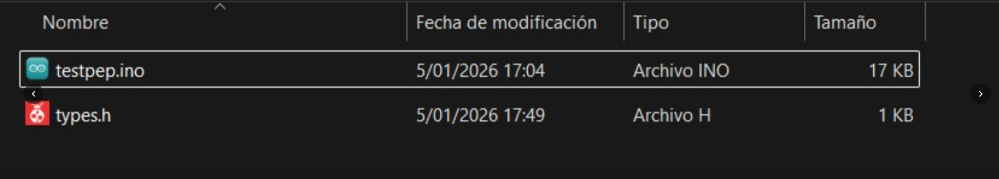 Nombre Fecha de modificación Tipo Tamaño
testpep.ino 5/01/2026 17:04 Archivo INO 17 KB
types.h 5/01/2026 17:49 Archivo H 1 KB